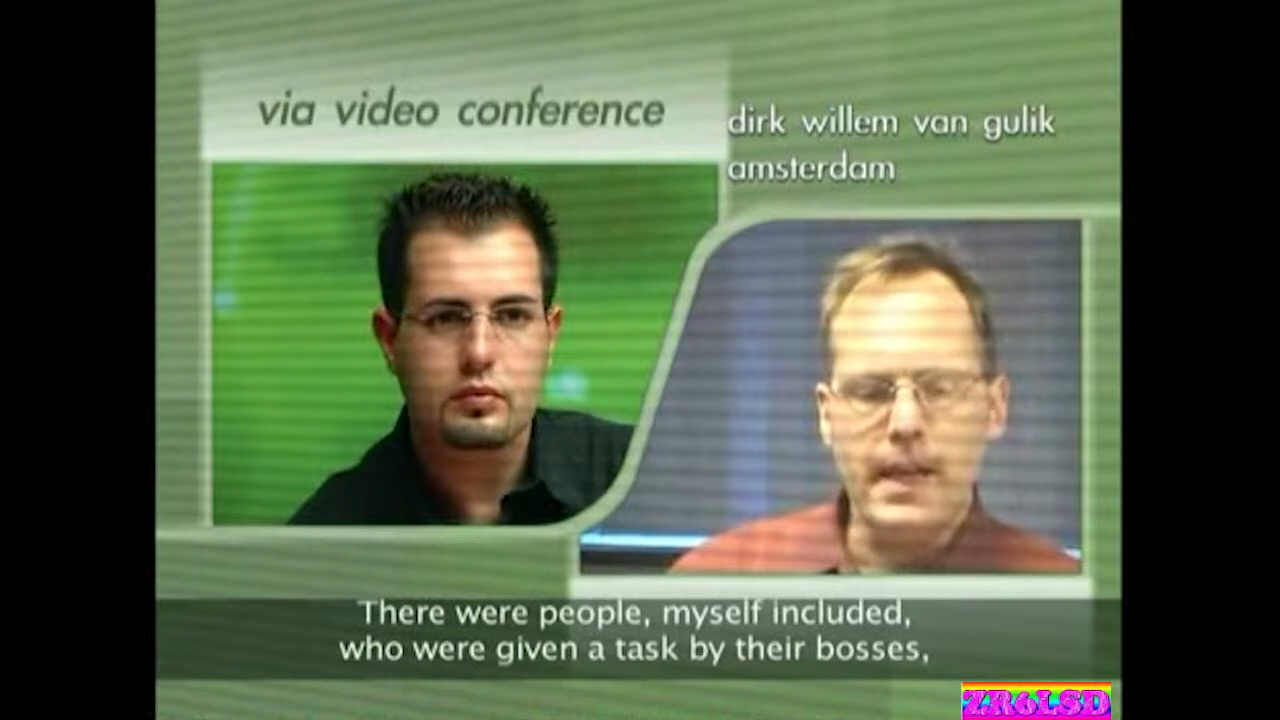 via video conference
dirk willem van gulik
amsterdam
There were people, myself included,
who were given a task by their bosses,
ZR6LSD